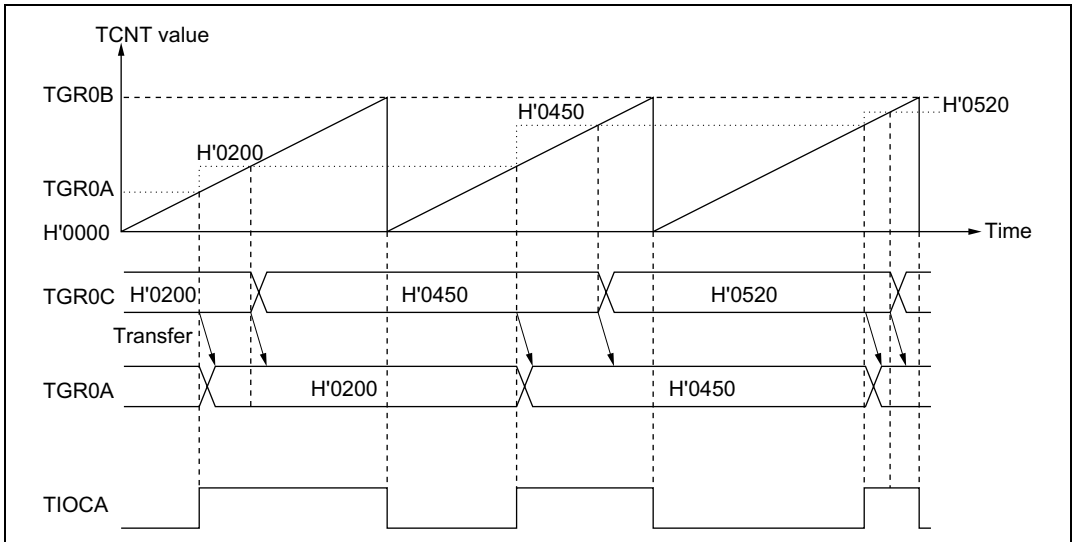 TCNT value
TGR0B
H'0520
H'0450
H'0200
TGR0A
H'0000
Time
TGR0C
H'0200
H'0450
H'0520
Transfer
TGR0A
H'0200
H'0450
TIOCA